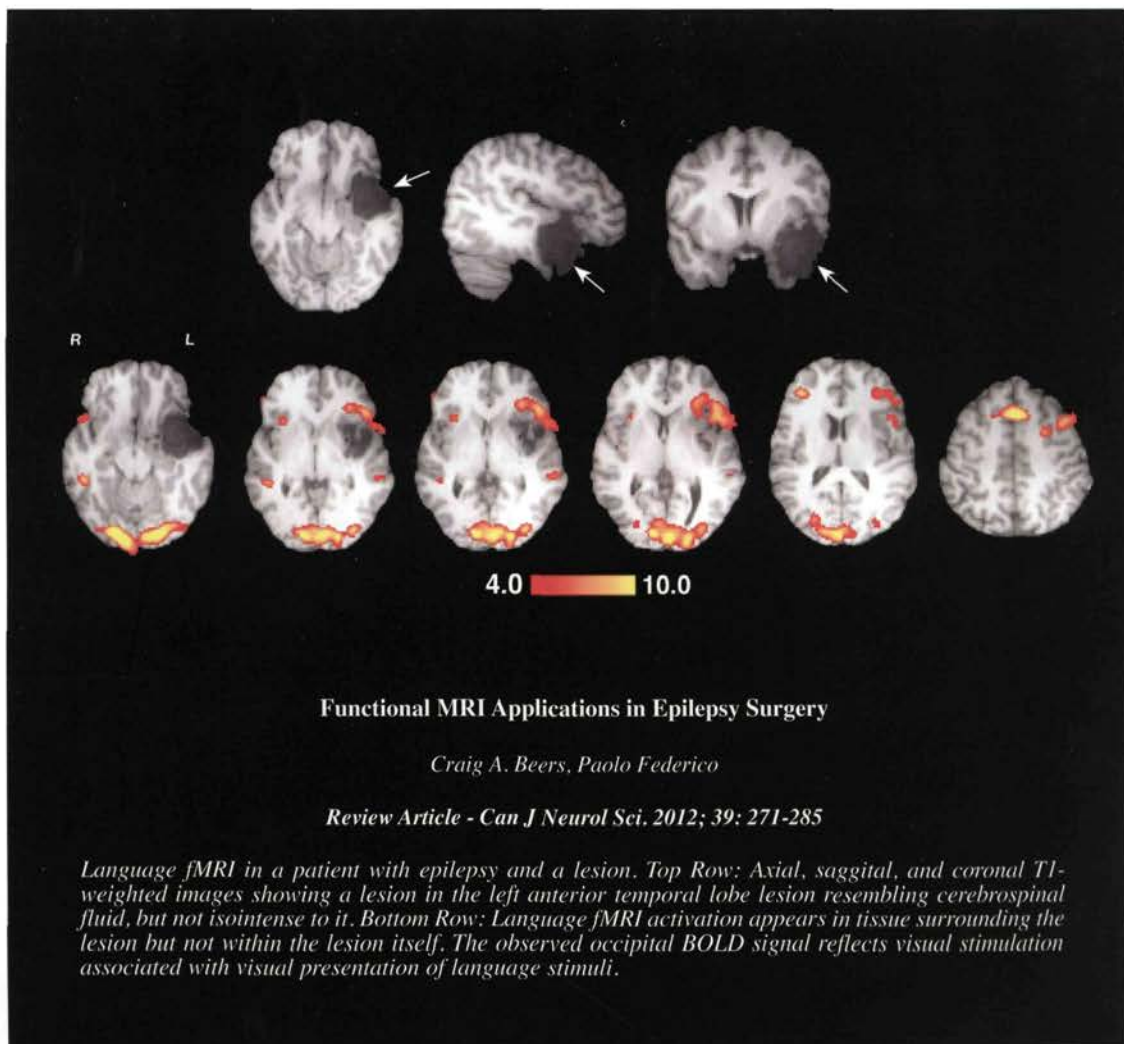 R L
4.0 10.0
Functional MRI Applications in Epilepsy Surgery
Craig A. Beers, Paolo Federico
Review Article - Can J Neurol Sci. 2012; 39: 271-285
Language fMRI in a patient with epilepsy and a lesion. Top Row: Axial, saggital, and coronal T1-
weighted images showing a lesion in the left anterior temporal lobe lesion resembling cerebrospinal
fluid, but not isointense to it. Bottom Row: Language fMRI activation appears in tissue surrounding the
lesion but not within the lesion itself. The observed occipital BOLD signal reflects visual stimulation
associated with visual presentation of language stimuli.